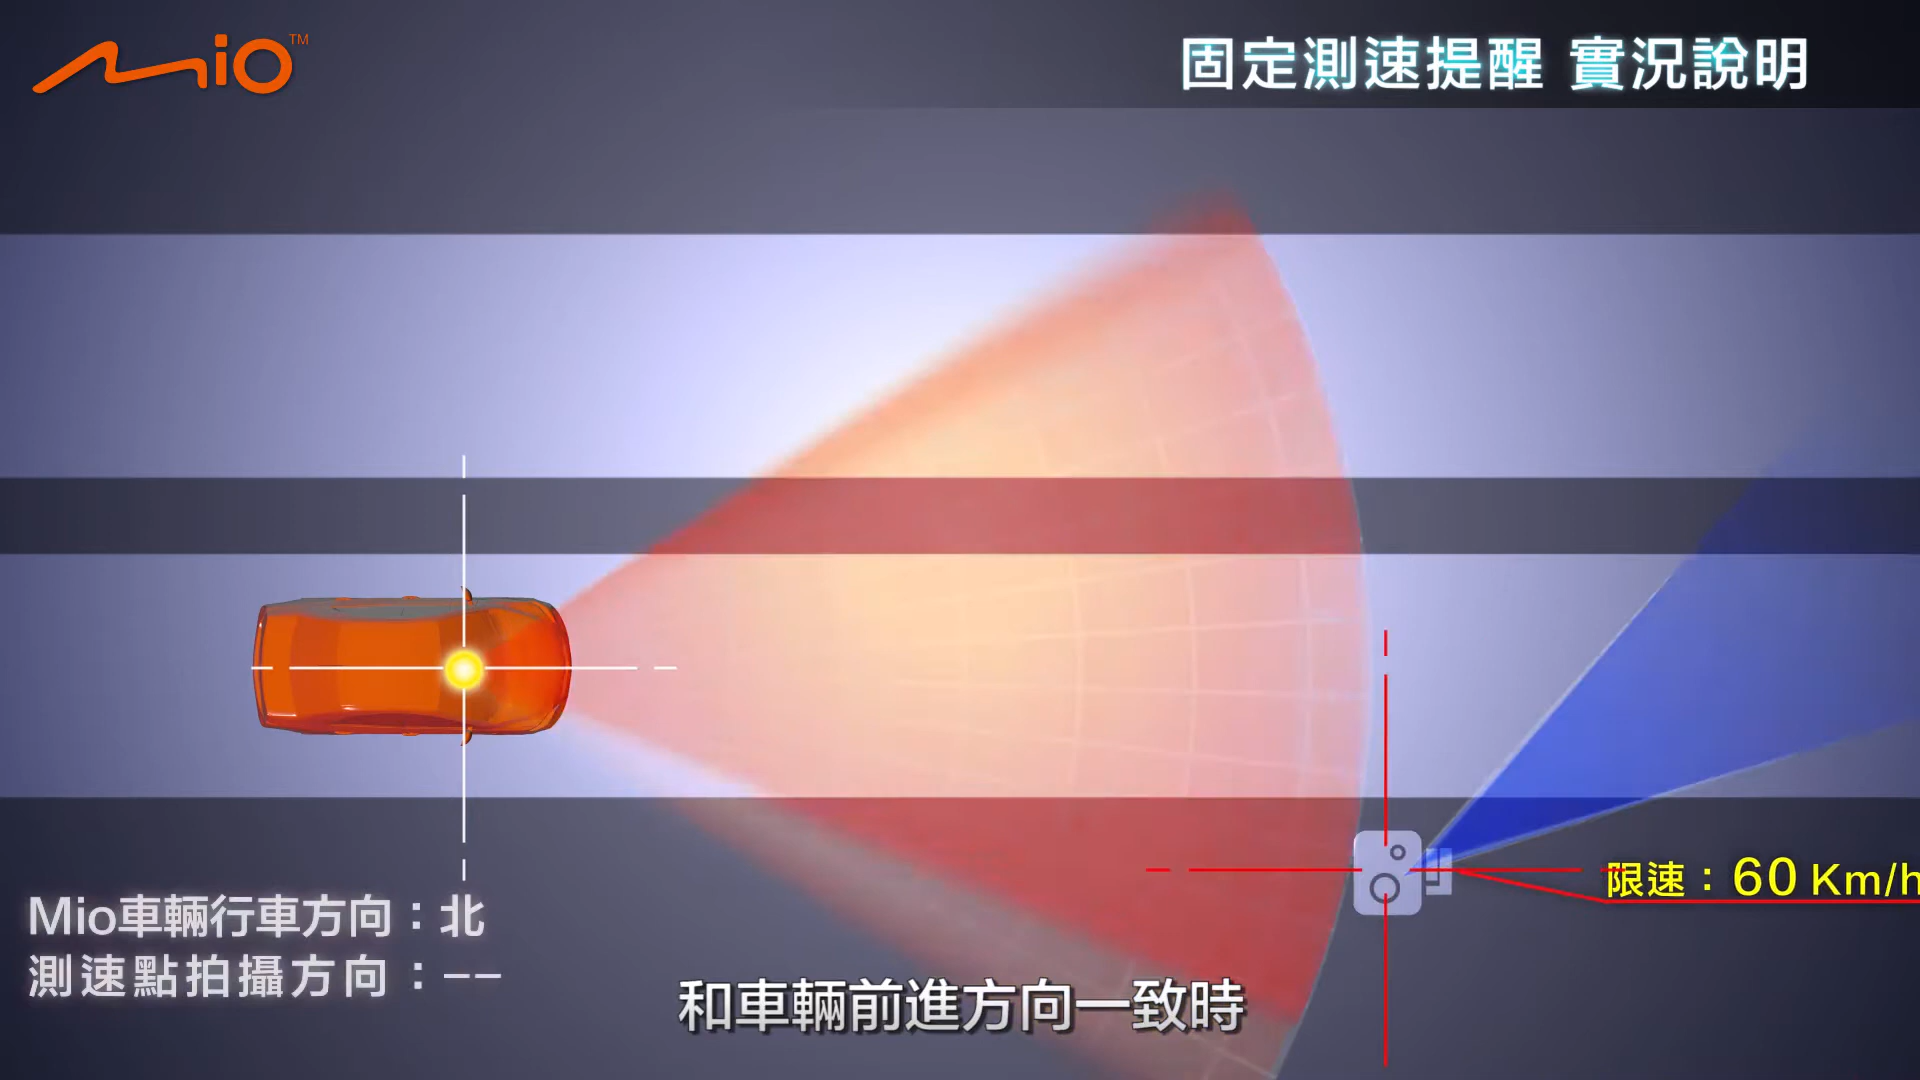 Mio™
固定測速提醒 實況說明
限速：60 Km/h
Mio車輛行車方向：北
測速點拍攝方向：--
和車輛前進方向一致時